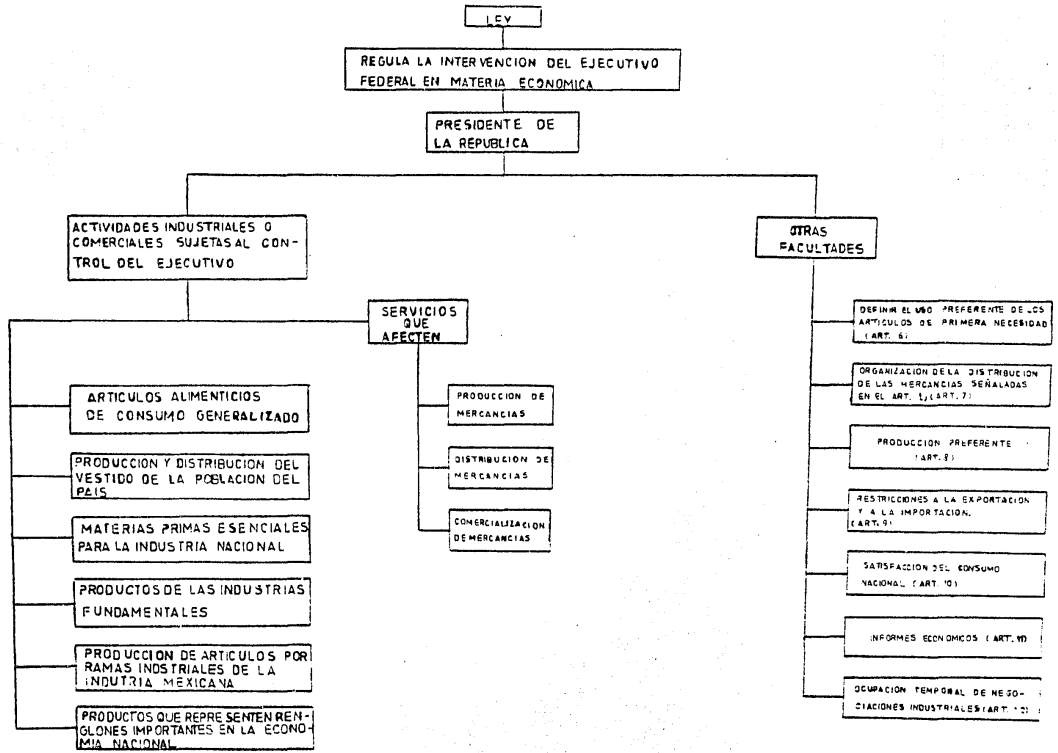 LEY
REGULA LA INTERVENCION DEL EJECUTIVO
FEDERAL EN MATERIA ECONOMICA
PRESIDENTE DE
LA REPUBLICA
ACTIVIDADES INDUSTRIALES O
COMERCIALES SUJETAS AL CON-
TROL DEL EJECUTIVO
SERVICIOS
QUE
AFECTEN
ARTICULOS ALIMENTICIOS
DE CONSUMO GENERALIZADO
PRODUCCION Y DISTRIBUCION DEL
VESTIDO DE LA POBLACION DEL
PAIS
MATERIAS PRIMAS ESENCIALES
PARA LA INDUSTRIA NACIONAL
PRODUCTOS DE LAS INDUSTRIAS
FUNDAMENTALES
PRODUCCION DE ARTICULOS POR
RAMAS INDSTRIALES DE LA
INDUTRIA MEXICANA
PRODUCTOS QUE REPRESENTEN REN-
GLONES IMPORTANTES EN LA ECONO-
MIA NACIONAL
PRODUCCION DE
MERCANCIAS
DISTRIBUCION DE
MERCANCIAS
COMERCIALIZACION
DE MERCANCIAS
OTRAS
FACULTADES
DEFINIR EL USO PREFERENTE DE LOS
ARTICULOS DE PRIMERA NECESIDAD
(ART. 6)
ORGANIZACION DE LA DISTRIBUCION
DE LAS MERCANCIAS SEÑALADAS
EN EL ART. 1, (ART. 7)
PRODUCCION PREFERENTE
(ART. 8)
RESTRICCIONES A LA EXPORTACION
Y A LA IMPORTACION.
(ART. 9)
SATISFACCION DEL CONSUMO
NACIONAL (ART. 10)
INFORMES ECONOMICOS (ART. 11)
OCUPACION TEMPORAL DE NEGO-
CIACIONES INDUSTRIALES (ART. )